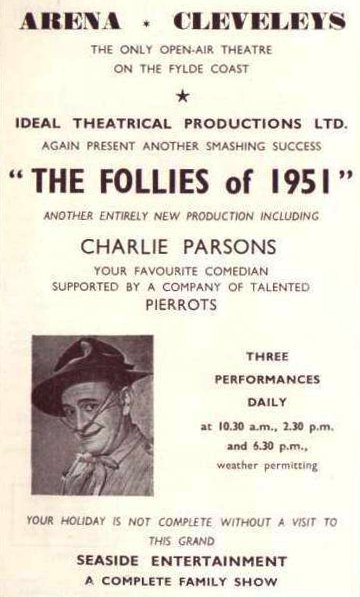 ARENA * CLEVELEYS
THE ONLY OPEN-AIR THEATRE
ON THE FYLDE COAST
★
IDEAL THEATRICAL PRODUCTIONS LTD.
AGAIN PRESENT ANOTHER SMASHING SUCCESS
"THE FOLLIES of 1951"
ANOTHER ENTIRELY NEW PRODUCTION INCLUDING
CHARLIE PARSONS
YOUR FAVOURITE COMEDIAN
SUPPORTED BY A COMPANY OF TALENTED
PIERROTS
THREE
PERFORMANCES
DAILY
at 10.30 a.m., 2.30 p.m.
and 6.30 p.m.,
weather permitting
YOUR HOLIDAY IS NOT COMPLETE WITHOUT A VISIT TO
THIS GRAND
SEASIDE ENTERTAINMENT
A COMPLETE FAMILY SHOW